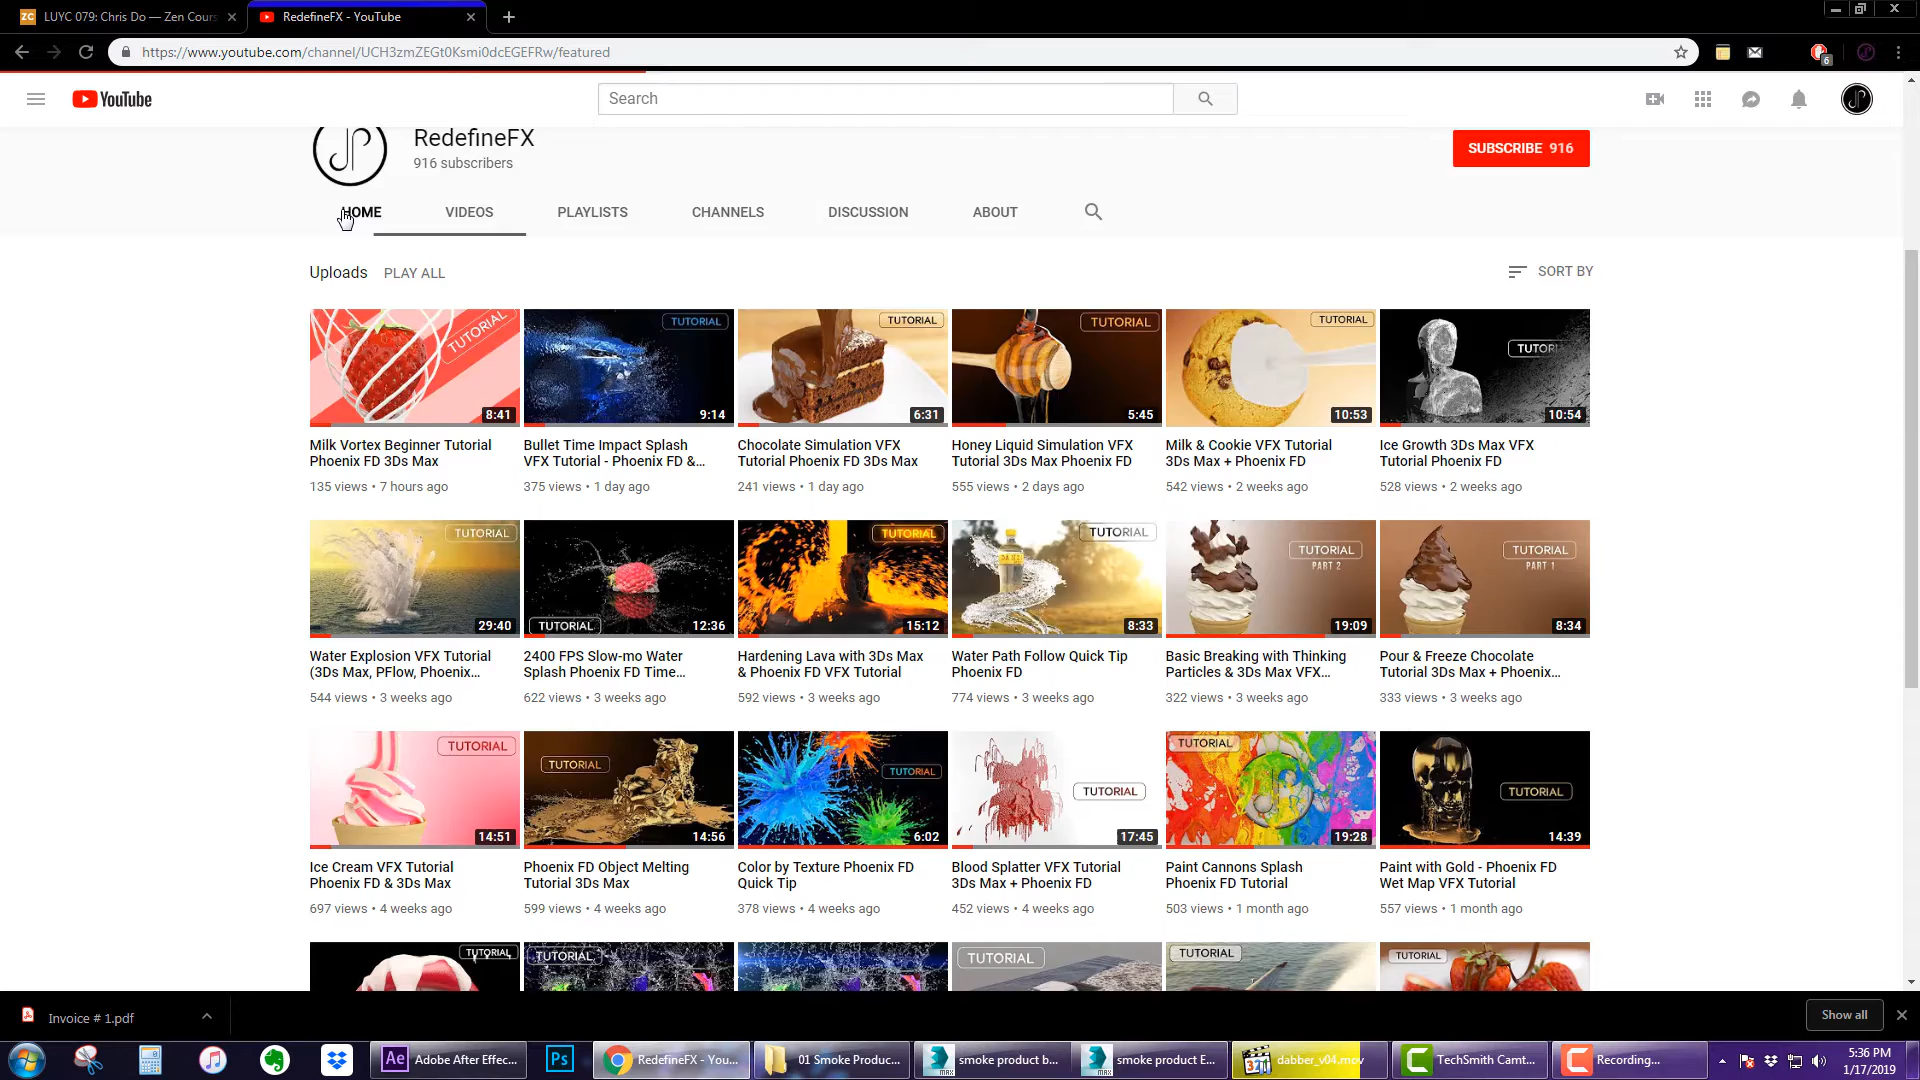 LUYC 079: Chris Do — Zen Cours
RedefineFX - YouTube
https://www.youtube.com/channel/UCH3zmZEGt0Ksmi0dcEGEFRw/featured
6
YouTube
Search
RedefineFX
916 subscribers
SUBSCRIBE 916
HOME VIDEOS PLAYLISTS CHANNELS DISCUSSION ABOUT
Uploads PLAY ALL SORT BY
TUTORIAL 8:41
TUTORIAL 9:14
TUTORIAL 6:31
TUTORIAL 5:45
TUTORIAL 10:53
TUTORI 10:54
Milk Vortex Beginner Tutorial
Phoenix FD 3Ds Max
135 views • 7 hours ago
Bullet Time Impact Splash
VFX Tutorial - Phoenix FD &...
375 views • 1 day ago
Chocolate Simulation VFX
Tutorial Phoenix FD 3Ds Max
241 views • 1 day ago
Honey Liquid Simulation VFX
Tutorial 3Ds Max Phoenix FD
555 views • 2 days ago
Milk & Cookie VFX Tutorial
3Ds Max + Phoenix FD
542 views • 2 weeks ago
Ice Growth 3Ds Max VFX
Tutorial Phoenix FD
528 views • 2 weeks ago
TUTORIAL 29:40
TUTORIAL 12:36
TUTORIAL 15:12
TUTORIAL 8:33
TUTORIAL
PART 2
19:09
TUTORIAL
PART 1
8:34
Water Explosion VFX Tutorial
(3Ds Max, PFlow, Phoenix...
544 views • 3 weeks ago
2400 FPS Slow-mo Water
Splash Phoenix FD Time...
622 views • 3 weeks ago
Hardening Lava with 3Ds Max
& Phoenix FD VFX Tutorial
592 views • 3 weeks ago
Water Path Follow Quick Tip
Phoenix FD
774 views • 3 weeks ago
Basic Breaking with Thinking
Particles & 3Ds Max VFX...
322 views • 3 weeks ago
Pour & Freeze Chocolate
Tutorial 3Ds Max + Phoenix...
333 views • 3 weeks ago
TUTORIAL 14:51
TUTORIAL 14:56
TUTORIAL 6:02
TUTORIAL 17:45
TUTORIAL 19:28
TUTORIAL 14:39
Ice Cream VFX Tutorial
Phoenix FD & 3Ds Max
697 views • 4 weeks ago
Phoenix FD Object Melting
Tutorial 3Ds Max
599 views • 4 weeks ago
Color by Texture Phoenix FD
Quick Tip
378 views • 4 weeks ago
Blood Splatter VFX Tutorial
3Ds Max + Phoenix FD
452 views • 4 weeks ago
Paint Cannons Splash
Phoenix FD Tutorial
503 views • 1 month ago
Paint with Gold - Phoenix FD
Wet Map VFX Tutorial
557 views • 1 month ago
TUTORIAL
TUTORIAL
TUTORIAL
TUTORIAL
TUTORIAL
Invoice # 1.pdf Show all
Ae Adobe After Effec...
Ps
RedefineFX - You...
01 Smoke Produc...
smoke product b...
smoke product E...
dabber_v04.mov
TechSmith Camt...
Recording...
5:36 PM
1/17/2019